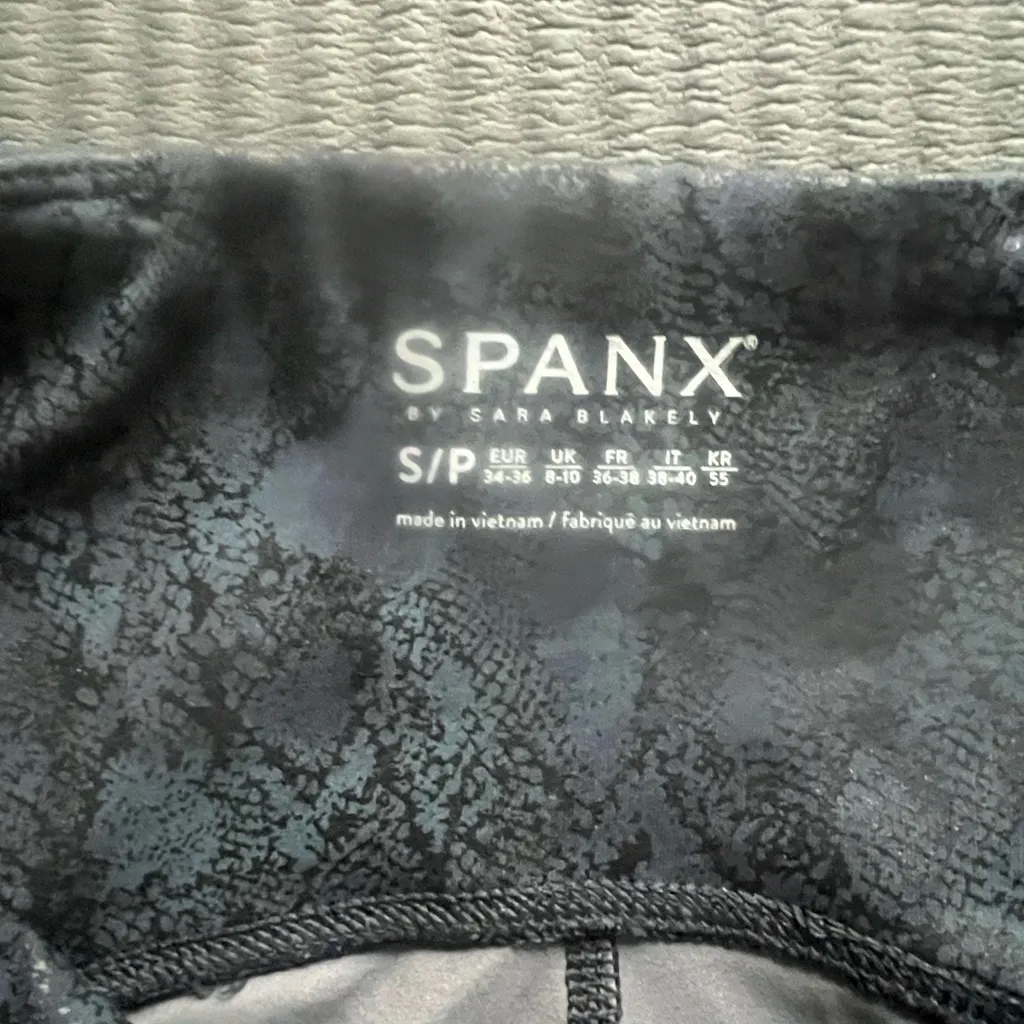 SPANX®
BY SARA BLAKELY
S/P EUR 34-36 UK 8-10 FR 36-38 IT 38-40 KR 55
made in vietnam / fabriqué au vietnam